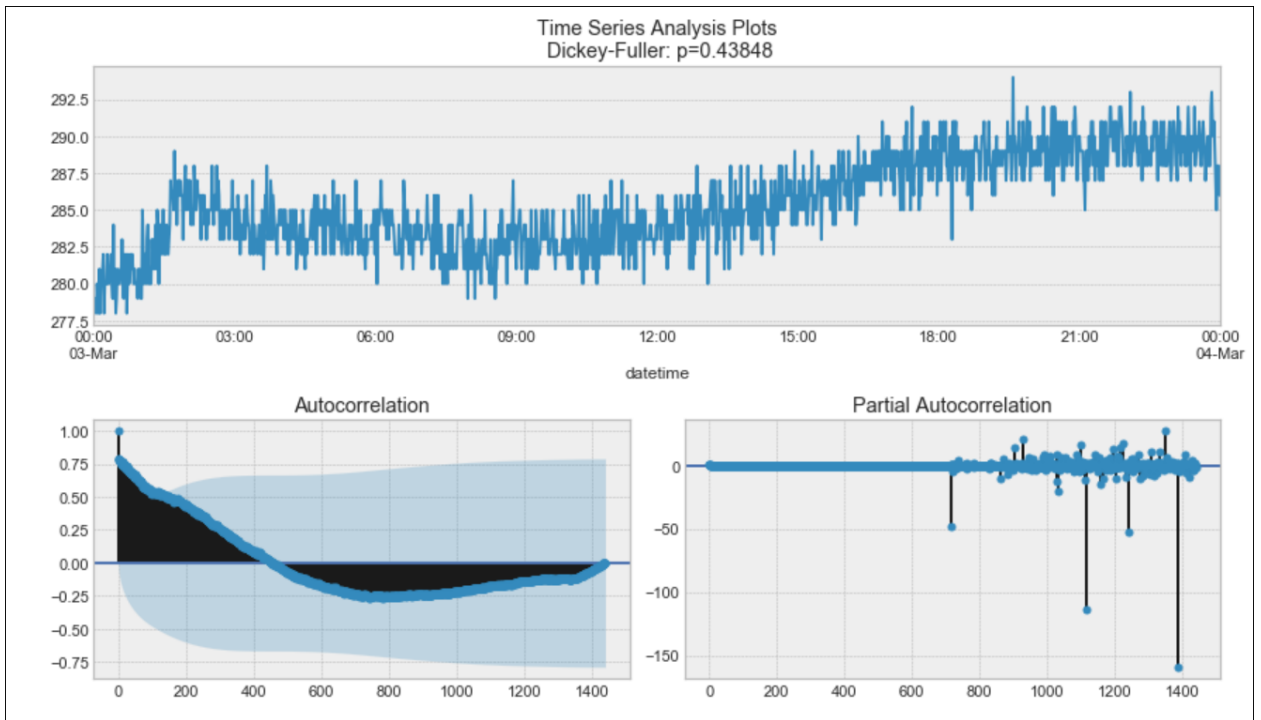 Time Series Analysis Plots
Dickey-Fuller: p=0.43848
292.5
290.0
287.5
285.0
282.5
280.0
277.5
00:00 03:00 06:00 09:00 12:00 15:00 18:00 21:00 00:00
03-Mar 04-Mar
datetime
Autocorrelation
1.00
0.75
0.50
0.25
0.00
−0.25
−0.50
−0.75
0 200 400 600 800 1000 1200 1400
Partial Autocorrelation
0
−50
−100
−150
0 200 400 600 800 1000 1200 1400